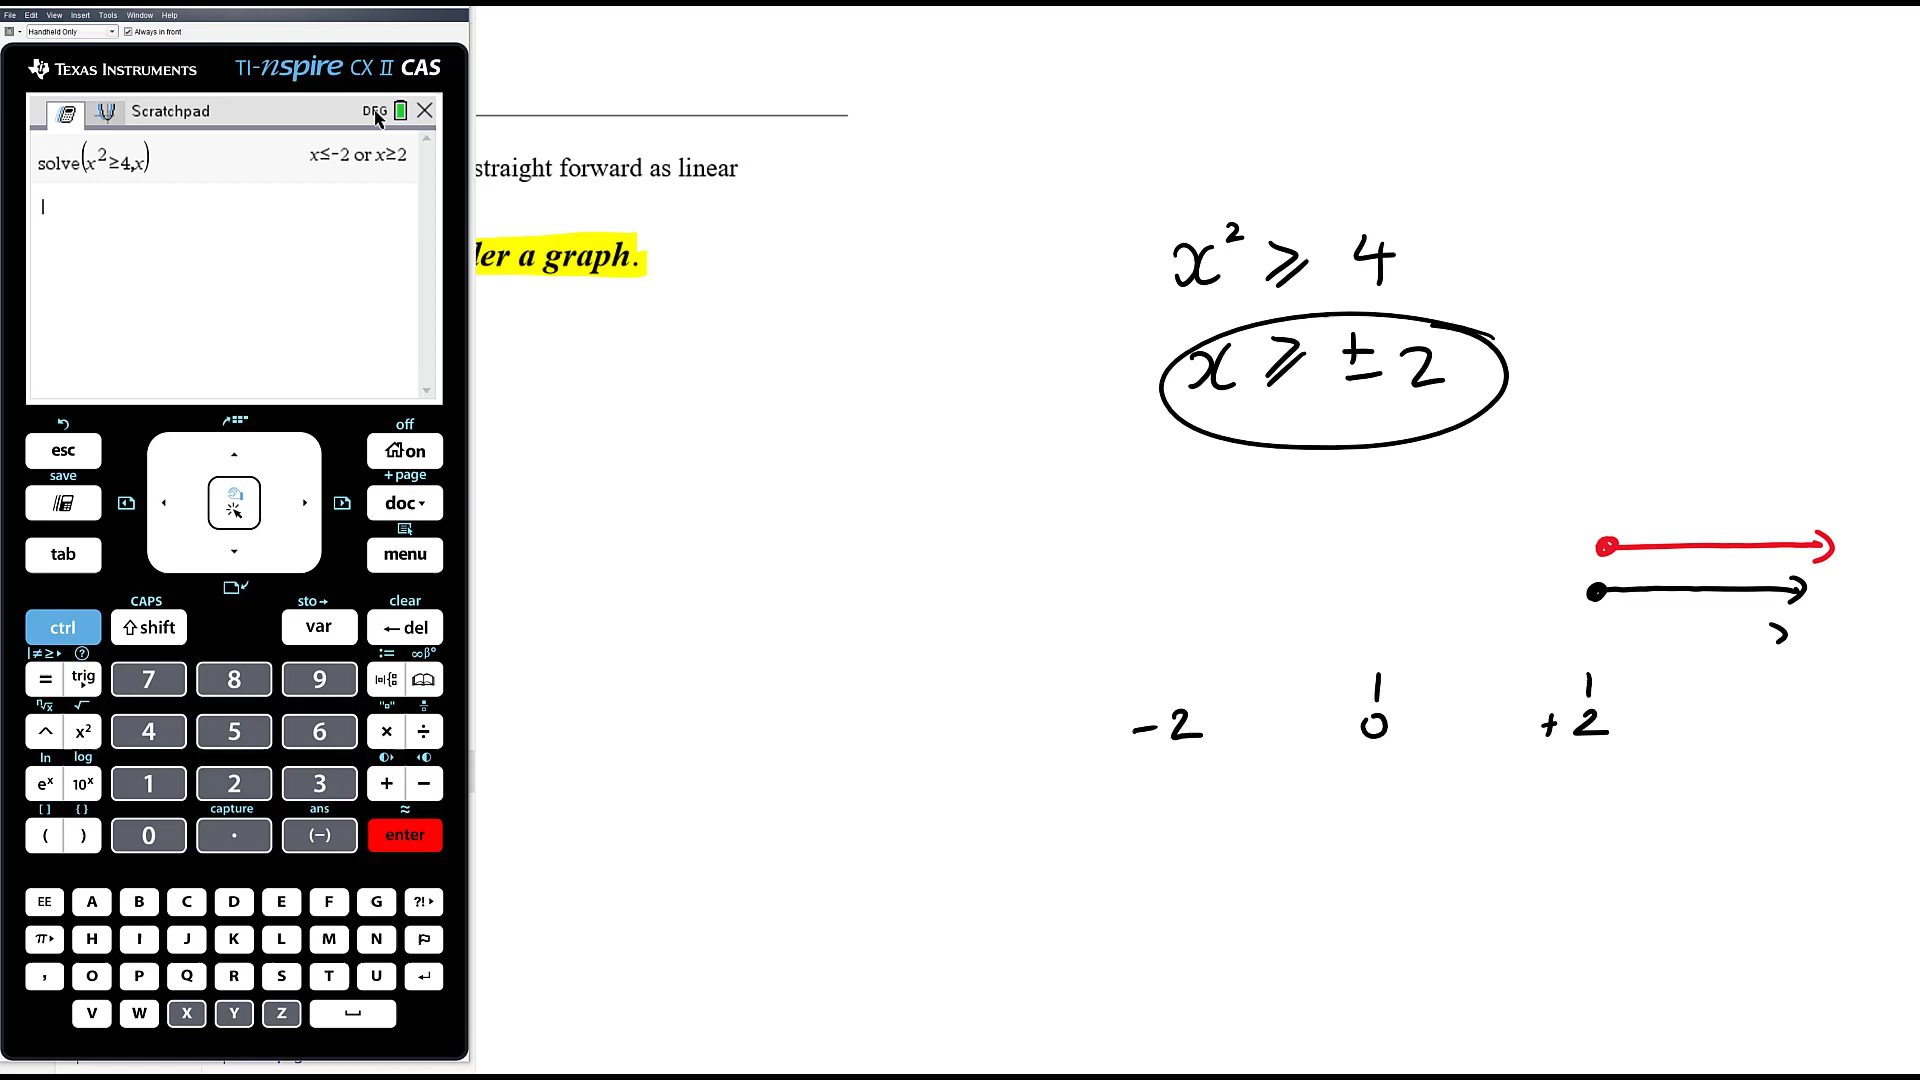 File Edit View Insert Tools Window Help
Handheld Only Always in front
TEXAS INSTRUMENTS TI-nspire CX II CAS
Scratchpad DEG
solve(x²≥4,x) x≤-2 or x≥2
straight forward as linear
ler a graph.
x² ⩾ 4
x ⩾ ± 2
-2 0 +2
off
esc on
save +page
doc
tab menu
CAPS sto→ clear
ctrl shift var ←del
|≠≥▸ ? := ∞β°
= trig 7 8 9
ⁿ√x √ "□"
^ x² 4 5 6 × ÷
ln log
eˣ 10ˣ 1 2 3 + −
[ ] { } capture ans ≈
( ) 0 . (−) enter
EE A B C D E F G ?!▸
π▸ H I J K L M N
, O P Q R S T U ↵
V W X Y Z